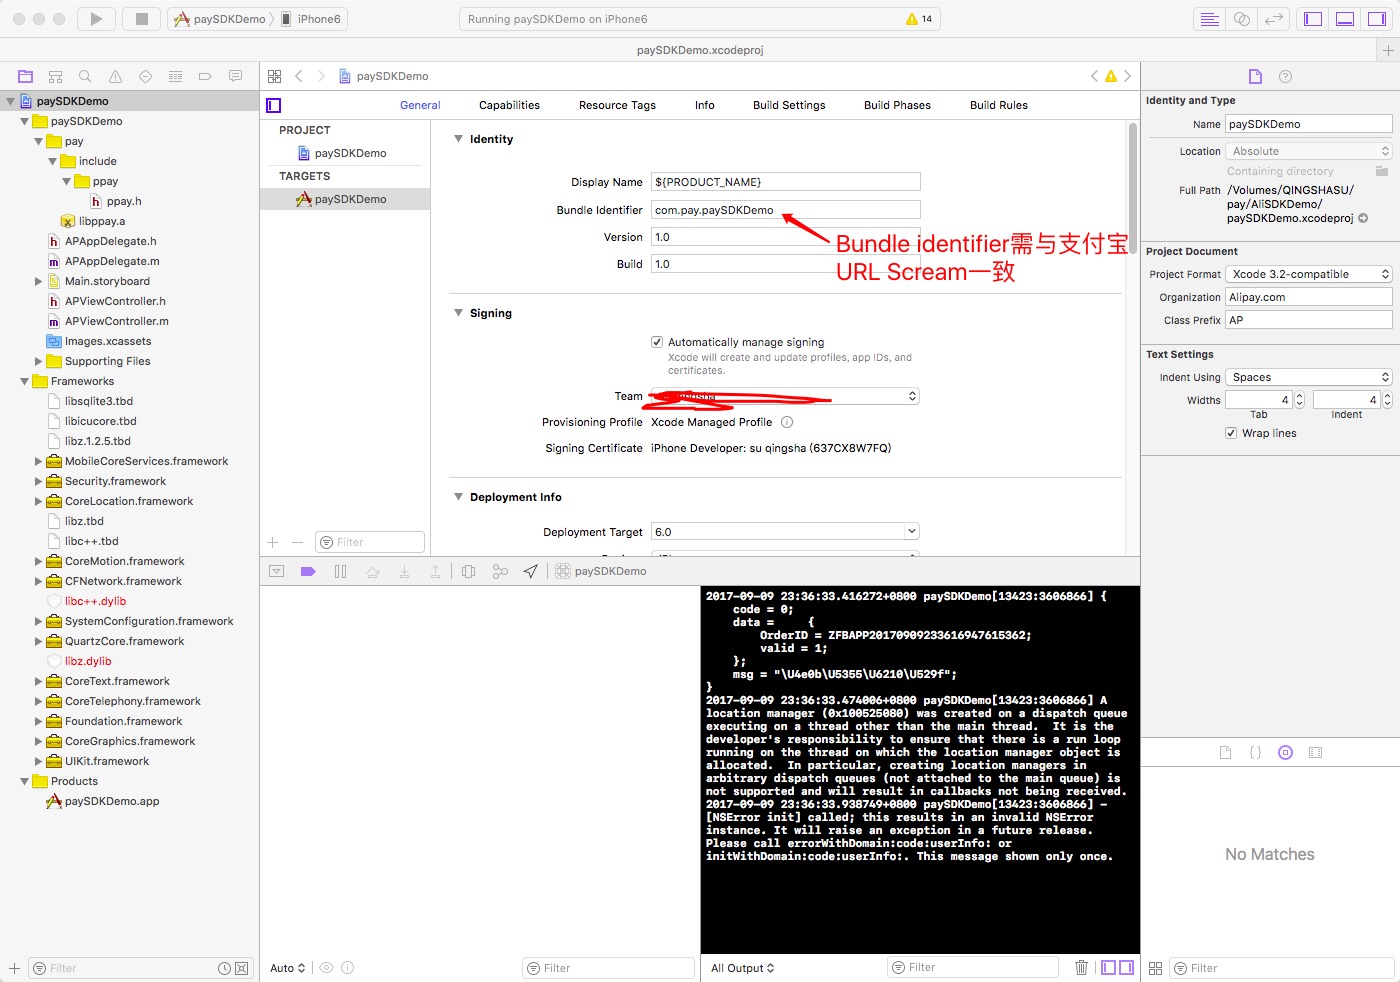 paySDKDemo
iPhone6
Running paySDKDemo on iPhone6
14
paySDKDemo.xcodeproj
paySDKDemo
paySDKDemo
paySDKDemo
pay
include
ppay
ppay.h
libppay.a
APAppDelegate.h
APAppDelegate.m
Main.storyboard
APViewController.h
APViewController.m
Images.xcassets
Supporting Files
Frameworks
libsqlite3.tbd
libicucore.tbd
libz.1.2.5.tbd
MobileCoreServices.framework
Security.framework
CoreLocation.framework
libz.tbd
libc++.tbd
CoreMotion.framework
CFNetwork.framework
libc++.dylib
SystemConfiguration.framework
QuartzCore.framework
libz.dylib
CoreText.framework
CoreTelephony.framework
Foundation.framework
CoreGraphics.framework
UIKit.framework
Products
paySDKDemo.app
Filter
General Capabilities Resource Tags Info Build Settings Build Phases Build Rules
PROJECT
paySDKDemo
TARGETS
paySDKDemo
Filter
Identity
Display Name ${PRODUCT_NAME}
Bundle Identifier com.pay.paySDKDemo
Version 1.0
Build 1.0
Bundle identifier需与支付宝
URL Scream一致
Signing
Automatically manage signing
Xcode will create and update profiles, app IDs, and
certificates.
Team
Provisioning Profile Xcode Managed Profile
Signing Certificate iPhone Developer: su qingsha (637CX8W7FQ)
Deployment Info
Deployment Target 6.0
paySDKDemo
2017-09-09 23:36:33.416272+0800 paySDKDemo[13423:3606866] {
code = 0;
data = {
OrderID = ZFBAPP20170909233616947615362;
valid = 1;
};
msg = "\U4e0b\U5355\U6210\U529f";
}
2017-09-09 23:36:33.474006+0800 paySDKDemo[13423:3606866] A
location manager (0x100525080) was created on a dispatch queue
executing on a thread other than the main thread. It is the
developer's responsibility to ensure that there is a run loop
running on the thread on which the location manager object is
allocated. In particular, creating location managers in
arbitrary dispatch queues (not attached to the main queue) is
not supported and will result in callbacks not being received.
2017-09-09 23:36:33.938749+0800 paySDKDemo[13423:3606866] -
[NSError init] called; this results in an invalid NSError
instance. It will raise an exception in a future release.
Please call errorWithDomain:code:userInfo: or
initWithDomain:code:userInfo:. This message shown only once.
Auto
Filter
All Output
Filter
Identity and Type
Name paySDKDemo
Location Absolute
Containing directory
Full Path /Volumes/QINGSHASU/
pay/AliSDKDemo/
paySDKDemo.xcodeproj
Project Document
Project Format Xcode 3.2-compatible
Organization Alipay.com
Class Prefix AP
Text Settings
Indent Using Spaces
Widths 4 4
Tab Indent
Wrap lines
No Matches
Filter